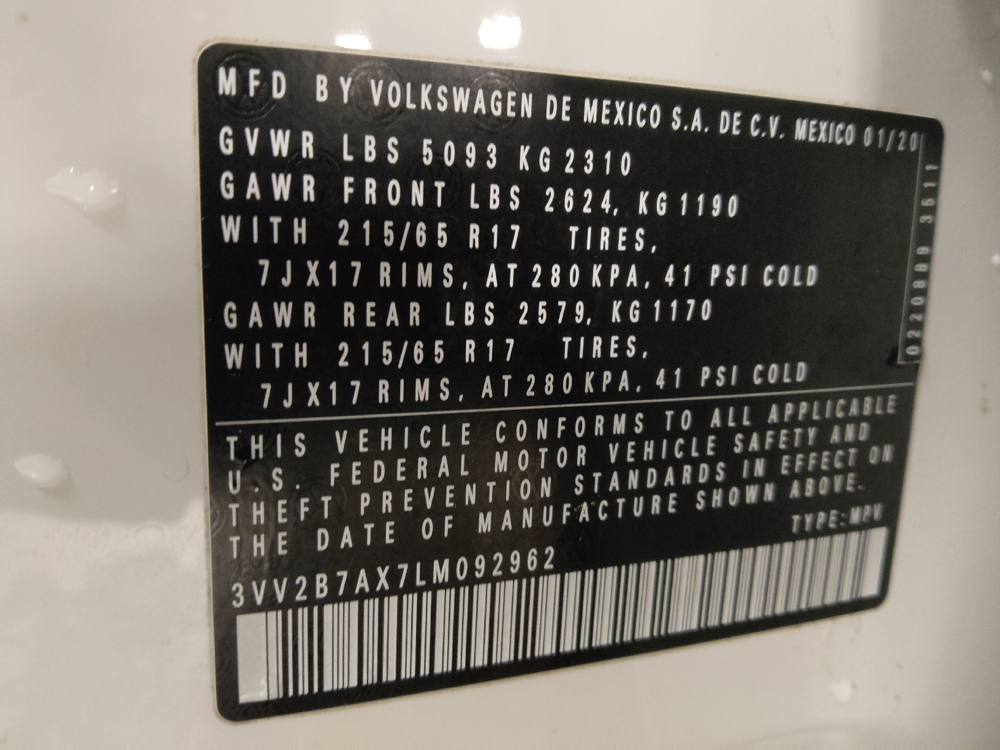 MFD BY VOLKSWAGEN DE MEXICO S.A. DE C.V. MEXICO 01/20
GVWR LBS 5093 KG 2310
GAWR FRONT LBS 2624, KG 1190
WITH 215/65 R17 TIRES,
7J X17 RIMS, AT 280 KPA, 41 PSI COLD
GAWR REAR LBS 2579, KG 1170
WITH 215/65 R17 TIRES,
7J X17 RIMS, AT 280 KPA, 41 PSI COLD
0220889 3511
THIS VEHICLE CONFORMS TO ALL APPLICABLE
U.S. FEDERAL MOTOR VEHICLE SAFETY AND
THEFT PREVENTION STANDARDS IN EFFECT ON
THE DATE OF MANUFACTURE SHOWN ABOVE.
TYPE:MPV
3VV2B7AX7LM092962